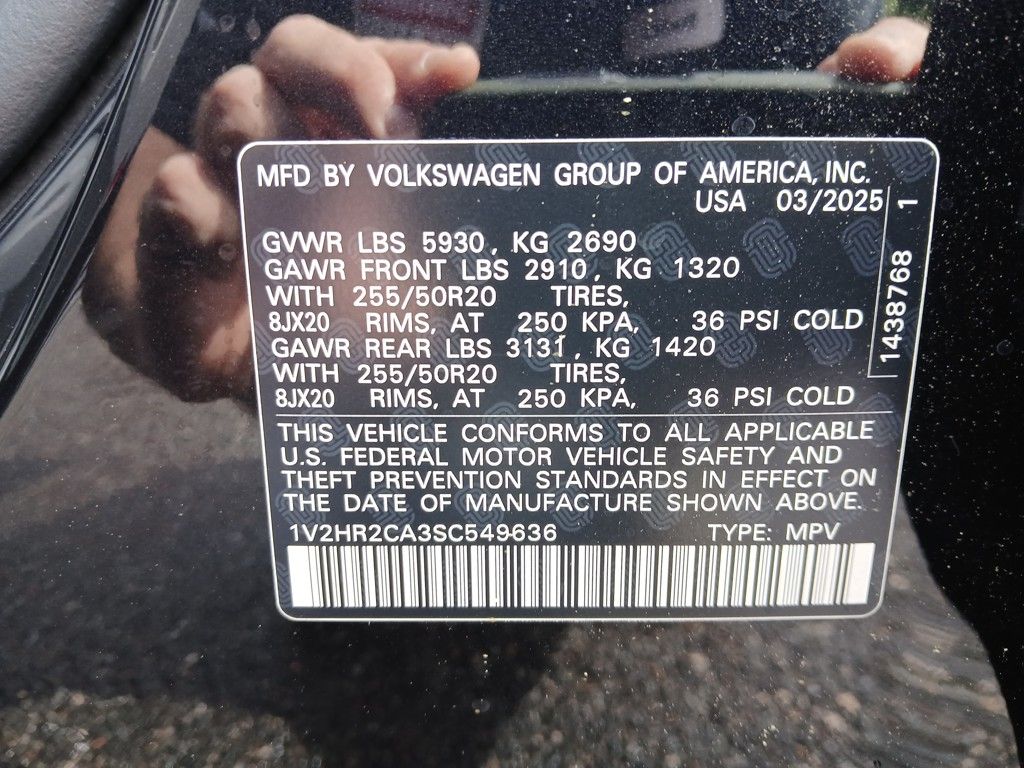 MFD BY VOLKSWAGEN GROUP OF AMERICA, INC.
USA 03/2025
GVWR LBS 5930, KG 2690
GAWR FRONT LBS 2910, KG 1320
WITH 255/50R20 TIRES,
8JX20 RIMS, AT 250 KPA, 36 PSI COLD
GAWR REAR LBS 3131, KG 1420
WITH 255/50R20 TIRES,
8JX20 RIMS, AT 250 KPA, 36 PSI COLD
THIS VEHICLE CONFORMS TO ALL APPLICABLE
U.S. FEDERAL MOTOR VEHICLE SAFETY AND
THEFT PREVENTION STANDARDS IN EFFECT ON
THE DATE OF MANUFACTURE SHOWN ABOVE.
1V2HR2CA3SC549636 TYPE: MPV
1438768 1